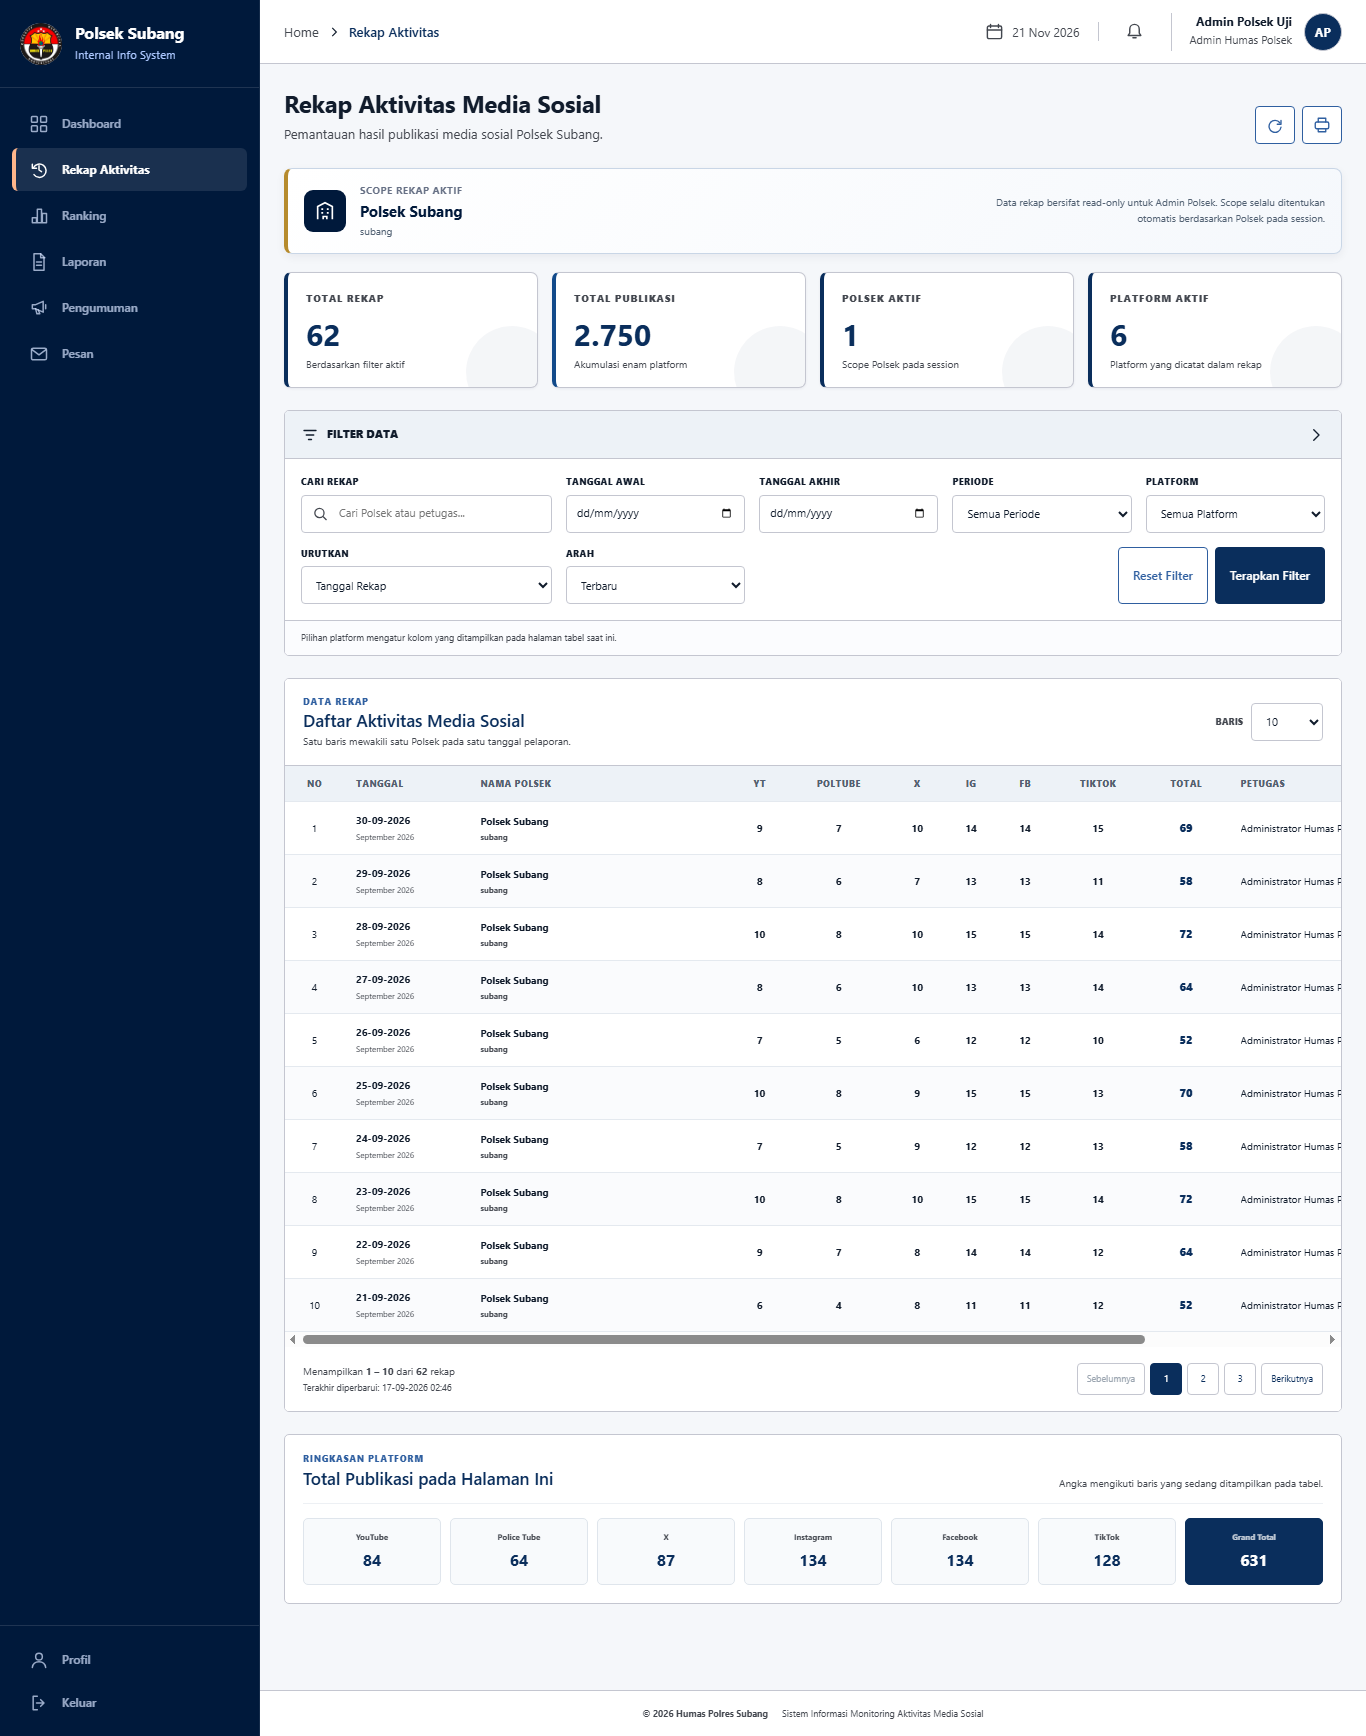 Polsek Subang
Internal Info System
Dashboard
Rekap Aktivitas
Ranking
Laporan
Pengumuman
Pesan
Profil
Keluar
Home
Rekap Aktivitas
21 Nov 2026
Admin Polsek Uji
Admin Humas Polsek
AP
Rekap Aktivitas Media Sosial
Pemantauan hasil publikasi media sosial Polsek Subang.
SCOPE REKAP AKTIF
Polsek Subang
subang
Data rekap bersifat read-only untuk Admin Polsek. Scope selalu ditentukan
otomatis berdasarkan Polsek pada session.
TOTAL REKAP
62
Berdasarkan filter aktif
TOTAL PUBLIKASI
2.750
Akumulasi enam platform
POLSEK AKTIF
1
Scope Polsek pada session
PLATFORM AKTIF
6
Platform yang dicatat dalam rekap
FILTER DATA
CARI REKAP
Cari Polsek atau petugas...
TANGGAL AWAL
dd/mm/yyyy
TANGGAL AKHIR
dd/mm/yyyy
PERIODE
Semua Periode
PLATFORM
Semua Platform
URUTKAN
Tanggal Rekap
ARAH
Terbaru
Reset Filter
Terapkan Filter
Pilihan platform mengatur kolom yang ditampilkan pada halaman tabel saat ini.
DATA REKAP
Daftar Aktivitas Media Sosial
Satu baris mewakili satu Polsek pada satu tanggal pelaporan.
BARIS 10
NO TANGGAL NAMA POLSEK YT POLTUBE X IG FB TIKTOK TOTAL PETUGAS
1 30-09-2026 Polsek Subang 9 7 10 14 14 15 69 Administrator Humas P
September 2026 subang
2 29-09-2026 Polsek Subang 8 6 7 13 13 11 58 Administrator Humas P
September 2026 subang
3 28-09-2026 Polsek Subang 10 8 10 15 15 14 72 Administrator Humas P
September 2026 subang
4 27-09-2026 Polsek Subang 8 6 10 13 13 14 64 Administrator Humas P
September 2026 subang
5 26-09-2026 Polsek Subang 7 5 6 12 12 10 52 Administrator Humas P
September 2026 subang
6 25-09-2026 Polsek Subang 10 8 9 15 15 13 70 Administrator Humas P
September 2026 subang
7 24-09-2026 Polsek Subang 7 5 9 12 12 13 58 Administrator Humas P
September 2026 subang
8 23-09-2026 Polsek Subang 10 8 10 15 15 14 72 Administrator Humas P
September 2026 subang
9 22-09-2026 Polsek Subang 9 7 8 14 14 12 64 Administrator Humas P
September 2026 subang
10 21-09-2026 Polsek Subang 6 4 8 11 11 12 52 Administrator Humas P
September 2026 subang
Menampilkan 1 – 10 dari 62 rekap
Terakhir diperbarui: 17-09-2026 02:46
Sebelumnya 1 2 3 Berikutnya
RINGKASAN PLATFORM
Total Publikasi pada Halaman Ini
Angka mengikuti baris yang sedang ditampilkan pada tabel.
YouTube
84
Police Tube
64
X
87
Instagram
134
Facebook
134
TikTok
128
Grand Total
631
© 2026 Humas Polres Subang Sistem Informasi Monitoring Aktivitas Media Sosial